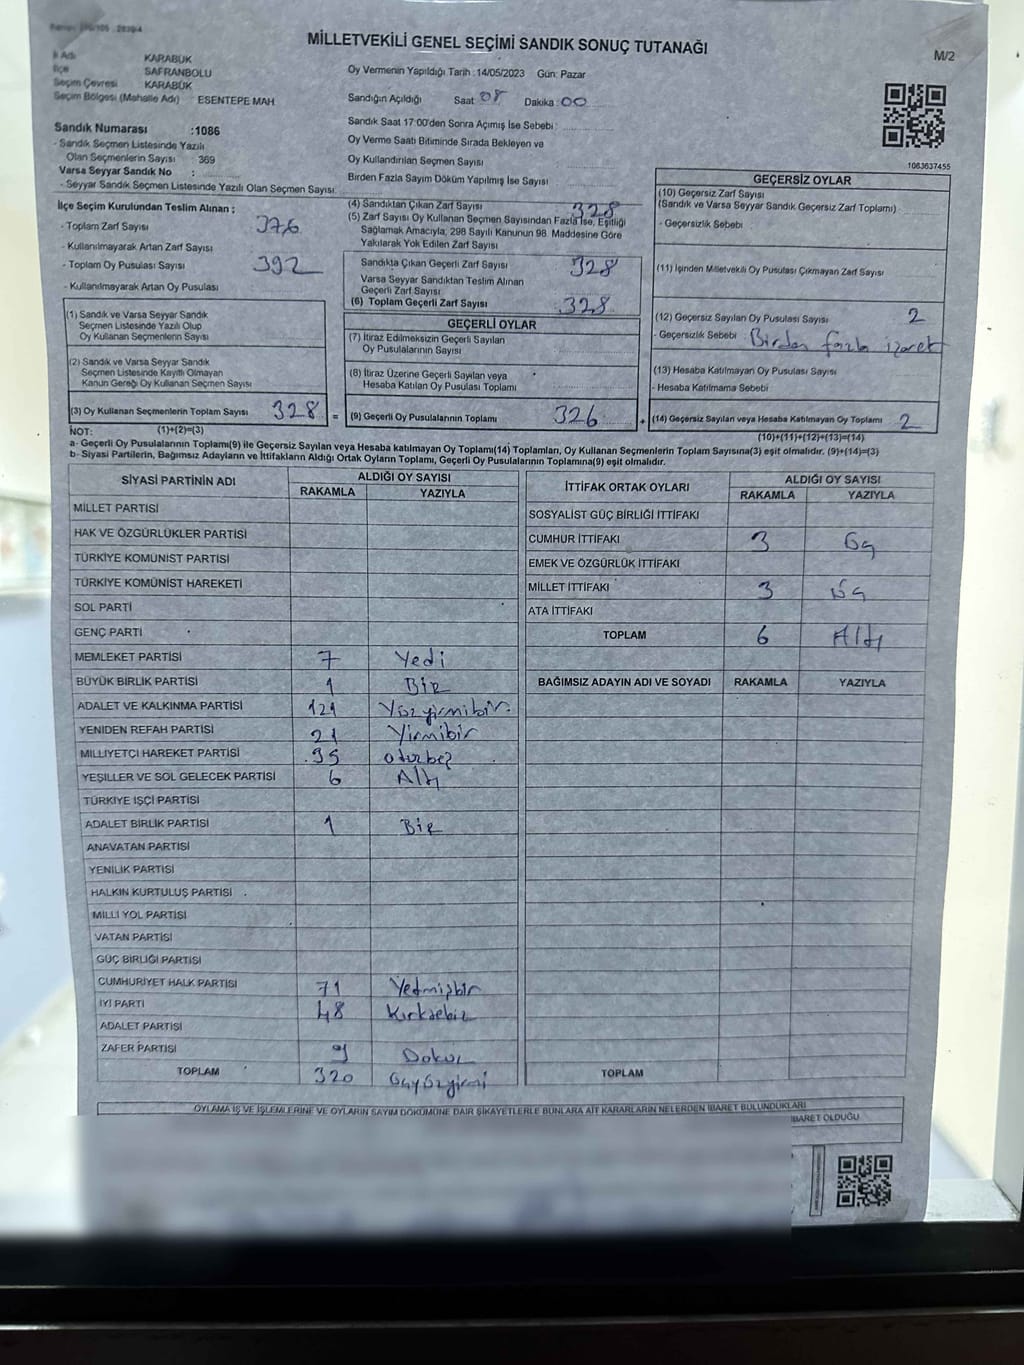 MİLLETVEKİLİ GENEL SEÇİMİ SANDIK SONUÇ TUTANAĞI
M/2
İl Adı KARABÜK
İlçe SAFRANBOLU
Seçim Çevresi KARABÜK
Seçim Bölgesi (Mahalle Adı) ESENTEPE MAH
Sandık Numarası :1086
- Sandık Seçmen Listesinde Yazılı
Olan Seçmenlerin Sayısı 369
Varsa Seyyar Sandık No :
- Seyyar Sandık Seçmen Listesinde Yazılı Olan Seçmen Sayısı:
Oy Vermenin Yapıldığı Tarih : 14/05/2023 Gün: Pazar
Sandığın Açıldığı Saat 08 Dakika : 00
Sandık Saat 17:00'den Sonra Açımış İse Sebebi :
Oy Verme Saati Bitiminde Sırada Bekleyen ve
Oy Kullandırılan Seçmen Sayısı :
Birden Fazla Sayım Döküm Yapılmış İse Sayısı :
1083637455
İlçe Seçim Kurulundan Teslim Alınan ;
- Toplam Zarf Sayısı 376
- Kullanılmayarak Artan Zarf Sayısı
- Toplam Oy Pusulası Sayısı 392
- Kullanılmayarak Artan Oy Pusulası
(4) Sandıktan Çıkan Zarf Sayısı 328
(5) Zarf Sayısı Oy Kullanan Seçmen Sayısından Fazla İse, Eşitliği
Sağlamak Amacıyla, 298 Sayılı Kanunun 98. Maddesine Göre
Yakılarak Yok Edilen Zarf Sayısı
Sandıkta Çıkan Geçerli Zarf Sayısı 328
Varsa Seyyar Sandıktan Teslim Alınan
Geçerli Zarf Sayısı
(6) Toplam Geçerli Zarf Sayısı 328
GEÇERSİZ OYLAR
(10) Geçersiz Zarf Sayısı
(Sandık ve Varsa Seyyar Sandık Geçersiz Zarf Toplamı)
- Geçersizlik Sebebi
(11) İçinden Milletvekili Oy Pusulası Çıkmayan Zarf Sayısı
(12) Geçersiz Sayılan Oy Pusulası Sayısı 2
- Geçersizlik Sebebi Birden fazla işaret
(13) Hesaba Katılmayan Oy Pusulası Sayısı
- Hesaba Katılmama Sebebi
(1) Sandık ve Varsa Seyyar Sandık
Seçmen Listesinde Yazılı Olup
Oy Kullanan Seçmenlerin Sayısı
(2) Sandık ve Varsa Seyyar Sandık
Seçmen Listesinde Kayıtlı Olmayan
Kanun Gereği Oy Kullanan Seçmen Sayısı
GEÇERLİ OYLAR
(7) İtiraz Edilmeksizin Geçerli Sayılan
Oy Pusulalarının Sayısı
(8) İtiraz Üzerine Geçerli Sayılan veya
Hesaba Katılan Oy Pusulası Toplamı
(3) Oy Kullanan Seçmenlerin Toplam Sayısı 328 = (9) Geçerli Oy Pusulalarının Toplamı 326 + (14) Geçersiz Sayılan veya Hesaba Katılmayan Oy Toplamı 2
NOT: (1)+(2)=(3) (10)+(11)+(12)+(13)=(14)
a- Geçerli Oy Pusulalarının Toplamı(9) ile Geçersiz Sayılan veya Hesaba katılmayan Oy Toplamı(14) Toplamları, Oy Kullanan Seçmenlerin Toplam Sayısına(3) eşit olmalıdır. (9)+(14)=(3)
b- Siyasi Partilerin, Bağımsız Adayların ve İttifakların Aldığı Ortak Oyların Toplamı, Geçerli Oy Pusulalarının Toplamına(9) eşit olmalıdır.
SİYASİ PARTİNİN ADI ALDIĞI OY SAYISI
RAKAMLA YAZIYLA
MİLLET PARTİSİ
HAK VE ÖZGÜRLÜKLER PARTİSİ
TÜRKİYE KOMÜNİST PARTİSİ
TÜRKİYE KOMÜNİST HAREKETİ
SOL PARTİ
GENÇ PARTİ
MEMLEKET PARTİSİ 7 Yedi
BÜYÜK BİRLİK PARTİSİ 1 Bir
ADALET VE KALKINMA PARTİSİ 121 Yüzyirmibir
YENİDEN REFAH PARTİSİ 21 Yirmibir
MİLLİYETÇİ HAREKET PARTİSİ 35 otuzbeş
YEŞİLLER VE SOL GELECEK PARTİSİ 6 Altı
TÜRKİYE İŞÇİ PARTİSİ
ADALET BİRLİK PARTİSİ 1 Bir
ANAVATAN PARTİSİ
YENİLİK PARTİSİ
HALKIN KURTULUŞ PARTİSİ
MİLLİ YOL PARTİSİ
VATAN PARTİSİ
GÜÇ BİRLİĞİ PARTİSİ
CUMHURİYET HALK PARTİSİ 71 Yetmişbir
İYİ PARTİ 48 Kırksekiz
ADALET PARTİSİ
ZAFER PARTİSİ 9 Dokuz
TOPLAM 320 Üçyüzyirmi
İTTİFAK ORTAK OYLARI ALDIĞI OY SAYISI
RAKAMLA YAZIYLA
SOSYALİST GÜÇ BİRLİĞİ İTTİFAKI
CUMHUR İTTİFAKI 3 Üç
EMEK VE ÖZGÜRLÜK İTTİFAKI
MİLLET İTTİFAKI 3 Üç
ATA İTTİFAKI
TOPLAM 6 Altı
BAĞIMSIZ ADAYIN ADI VE SOYADI RAKAMLA YAZIYLA
TOPLAM
OYLAMA İŞ VE İŞLEMLERİNE VE OYLARIN SAYIM DÖKÜMÜNE DAİR ŞİKAYETLERLE BUNLARA AİT KARARLARIN NELERDEN İBARET BULUNDUKLARI
İBARET OLDUĞU